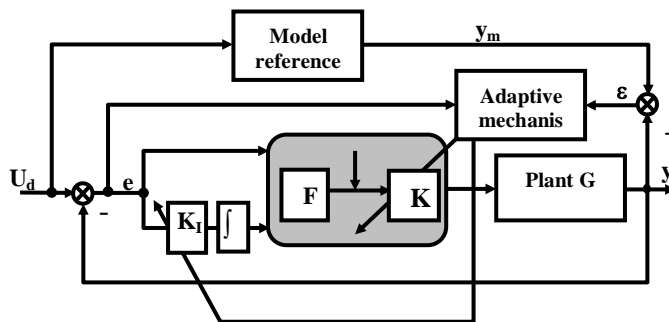 Model
reference
y_m
Adaptive
mechanis
ε
-
U_d
e
-
K_I
∫
F
K
Plant G
y